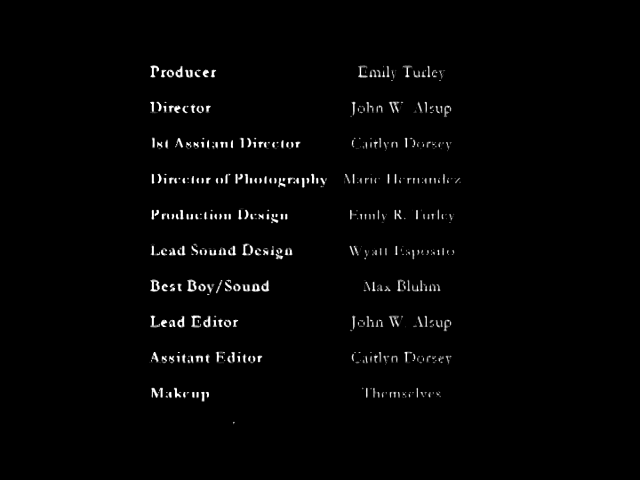 Producer Emily Turley
Director John W. Alsup
1st Assitant Director Caitlyn Dorsey
Director of Photography Marie Hernandez
Production Design Emily R. Turley
Lead Sound Design Wyatt Esposito
Best Boy/Sound Max Bluhm
Lead Editor John W. Alsup
Assitant Editor Caitlyn Dorsey
Makeup Themselves